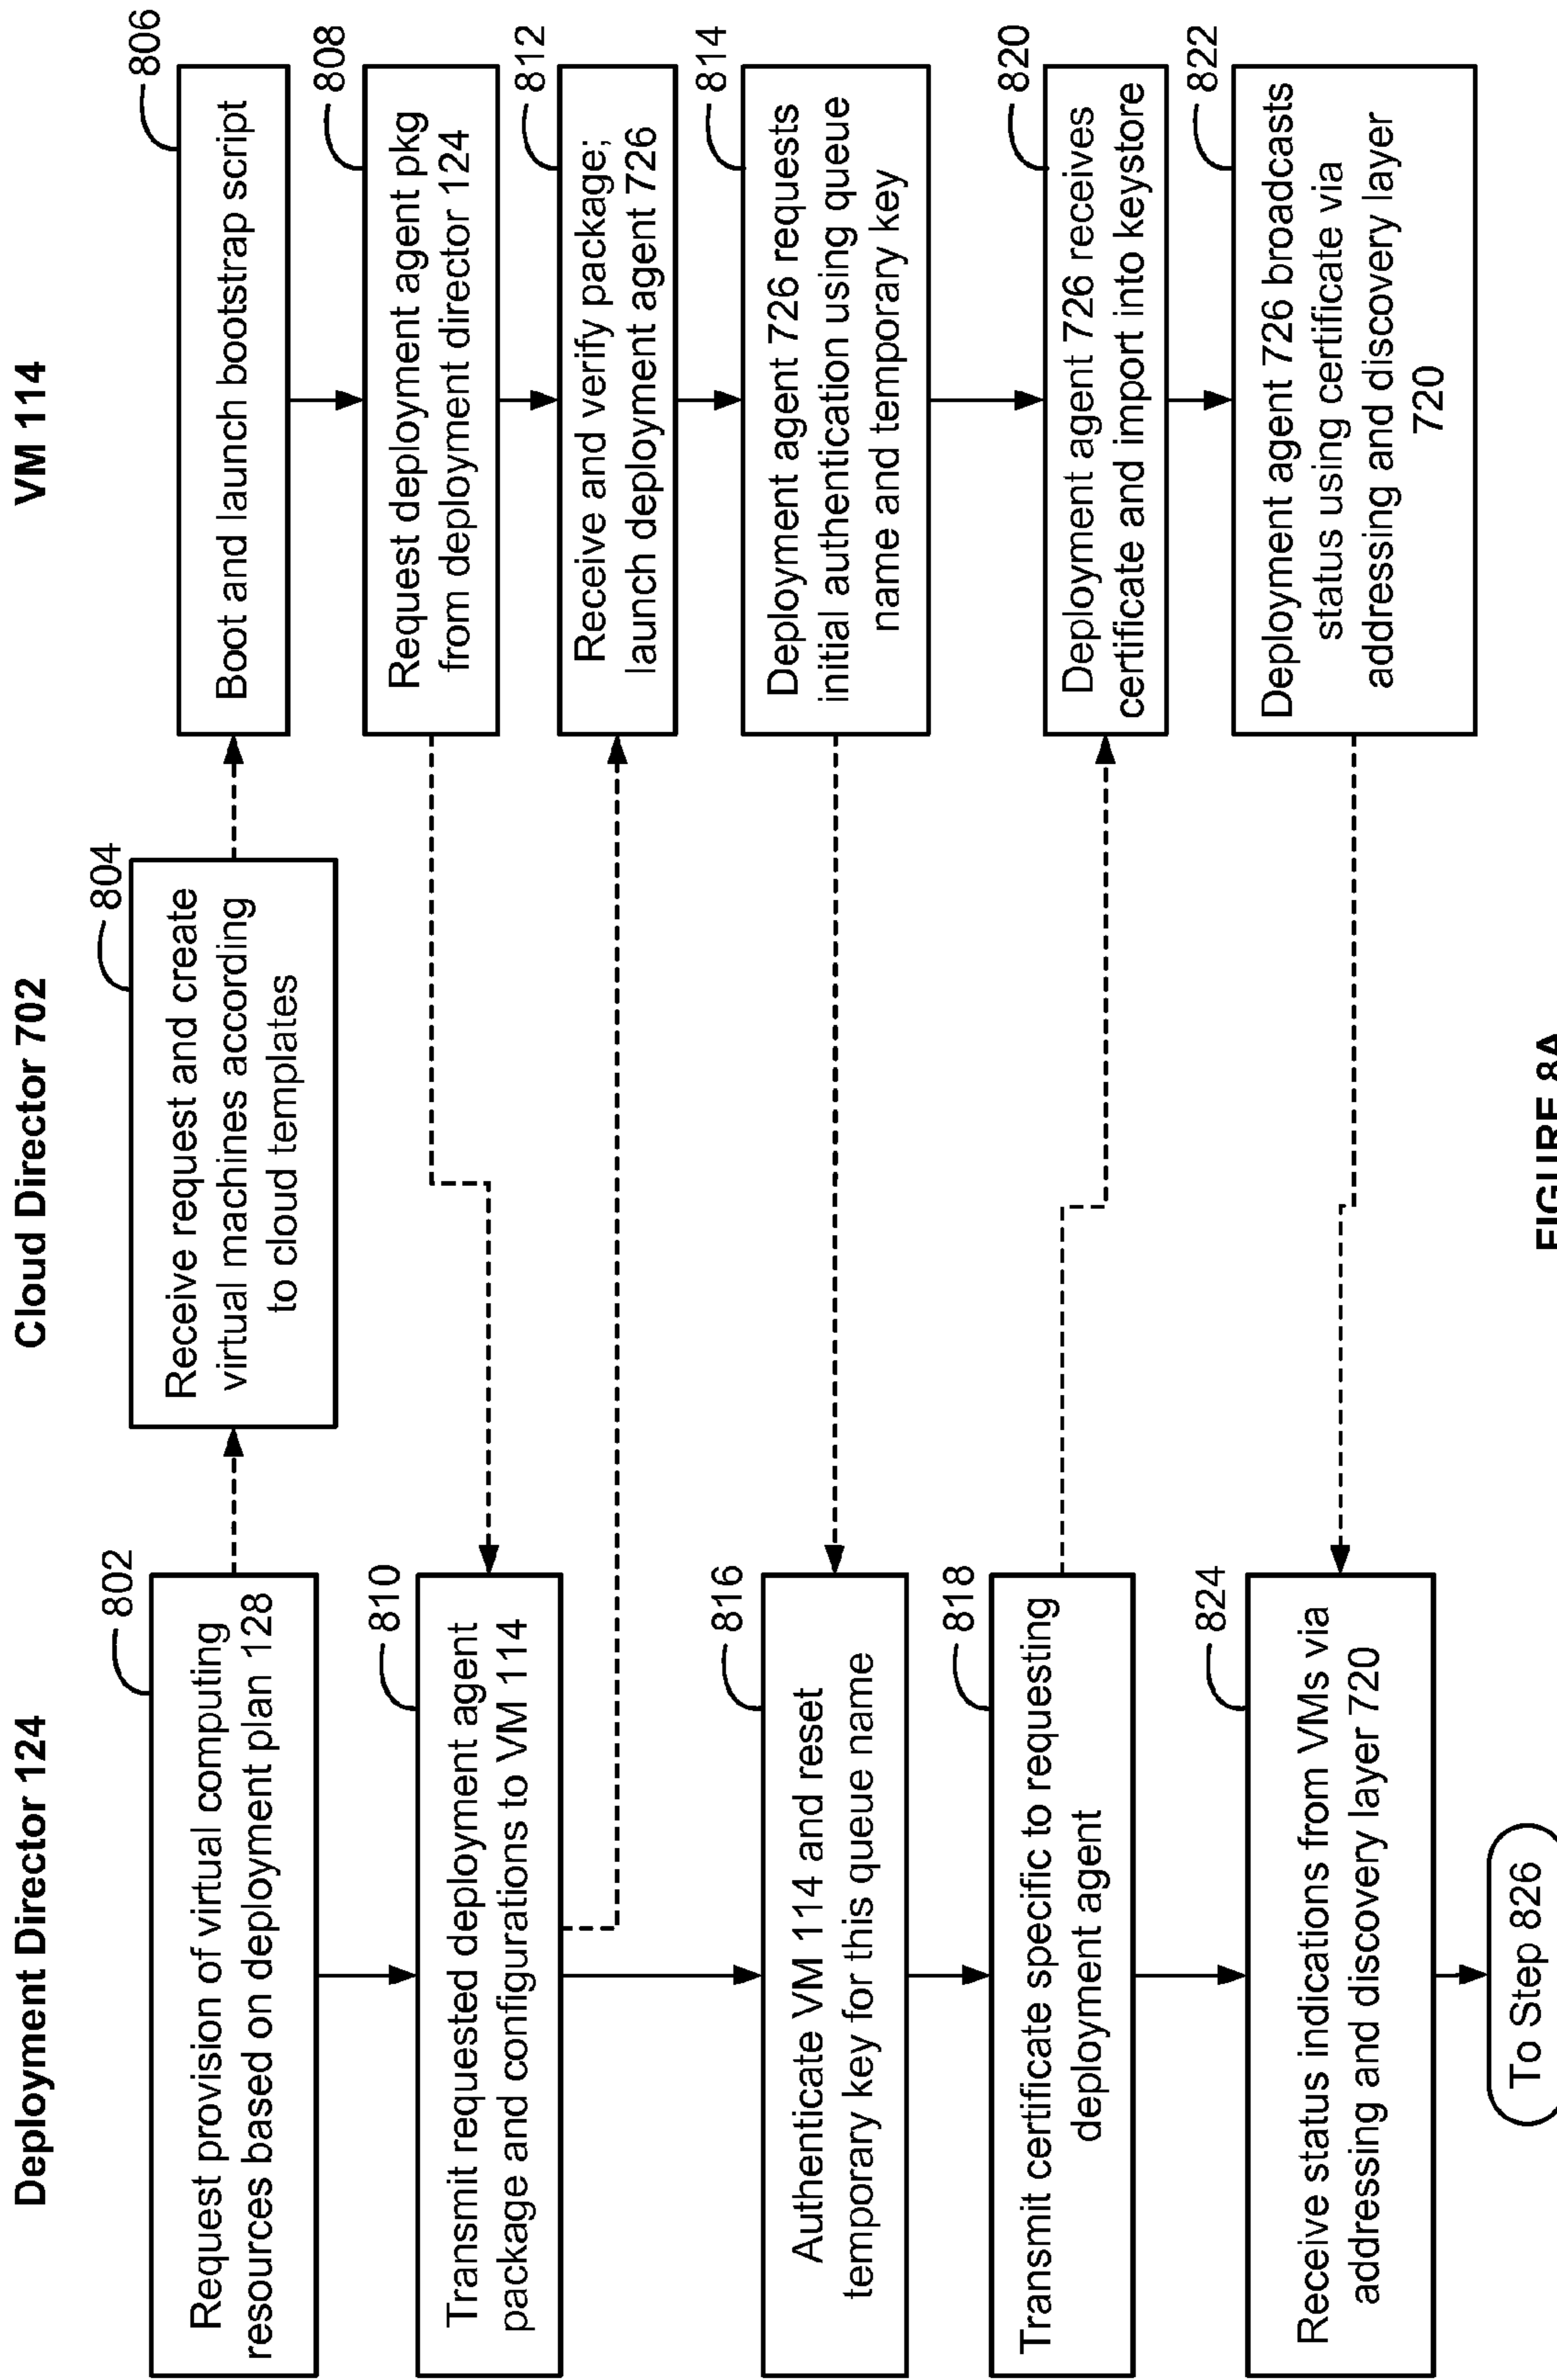 Deployment Director 124
Cloud Director 702
VM 114
802
Request provision of virtual computing
resources based on deployment plan 128
804
Receive request and create
virtual machines according
to cloud templates
806
Boot and launch bootstrap script
808
Request deployment agent pkg
from deployment director 124
810
Transmit requested deployment agent
package and configurations to VM 114
812
Receive and verify package;
launch deployment agent 726
814
Deployment agent 726 requests
initial authentication using queue
name and temporary key
816
Authenticate VM 114 and reset
temporary key for this queue name
818
Transmit certificate specific to requesting
deployment agent
820
Deployment agent 726 receives
certificate and import into keystore
822
Deployment agent 726 broadcasts
status using certificate via
addressing and discovery layer
720
824
Receive status indications from VMs via
addressing and discovery layer 720
To Step 826
FIGURE 8A